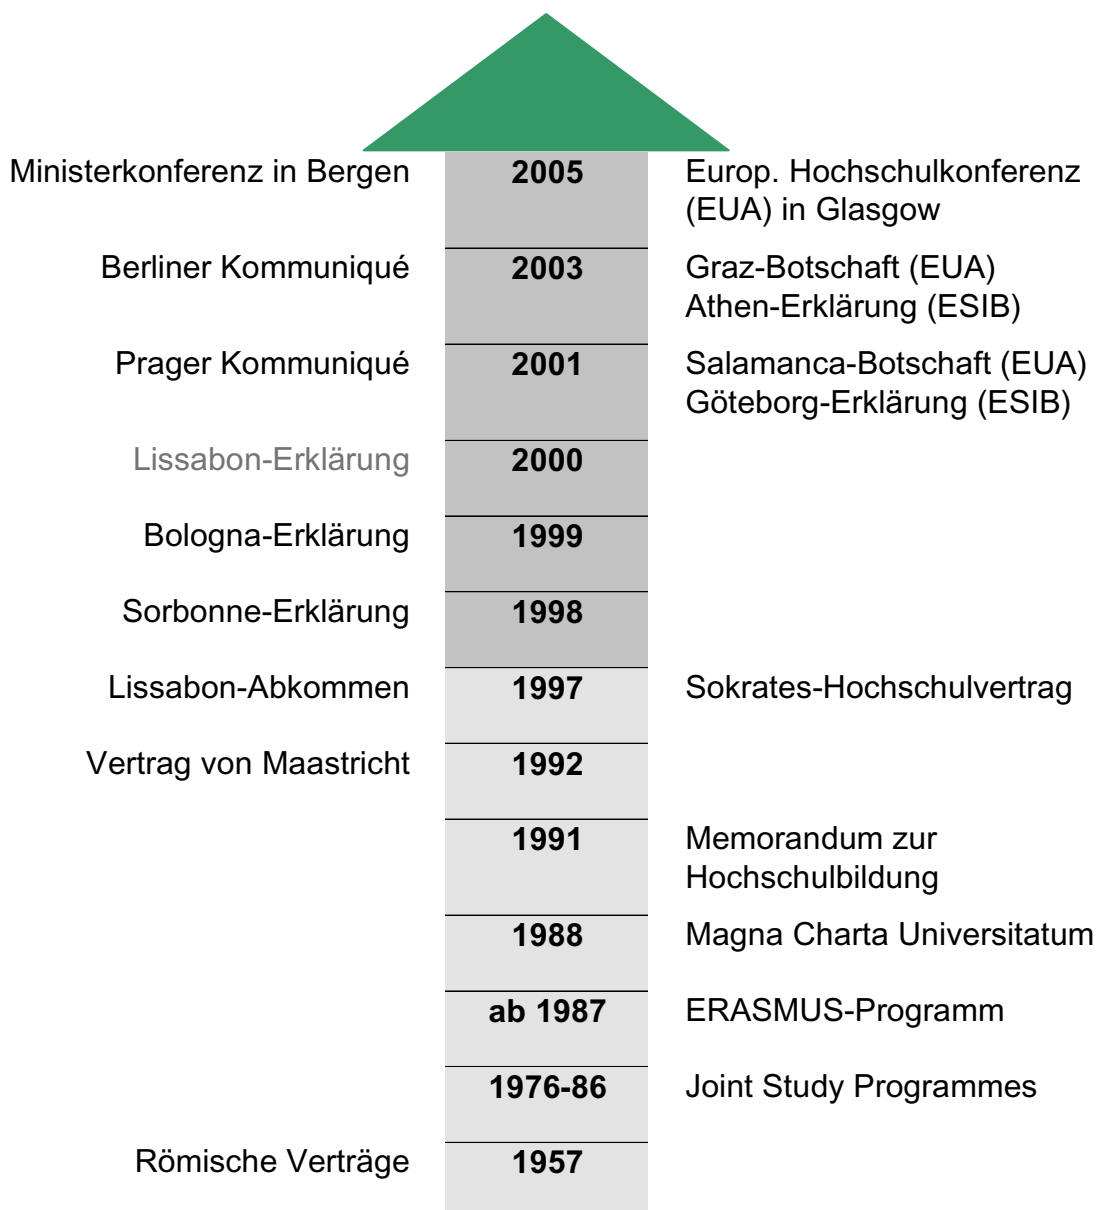 Ministerkonferenz in Bergen 2005 Europ. Hochschulkonferenz
(EUA) in Glasgow
Berliner Kommuniqué 2003 Graz-Botschaft (EUA)
Athen-Erklärung (ESIB)
Prager Kommuniqué 2001 Salamanca-Botschaft (EUA)
Göteborg-Erklärung (ESIB)
Lissabon-Erklärung 2000
Bologna-Erklärung 1999
Sorbonne-Erklärung 1998
Lissabon-Abkommen 1997 Sokrates-Hochschulvertrag
Vertrag von Maastricht 1992
1991 Memorandum zur
Hochschulbildung
1988 Magna Charta Universitatum
ab 1987 ERASMUS-Programm
1976-86 Joint Study Programmes
Römische Verträge 1957